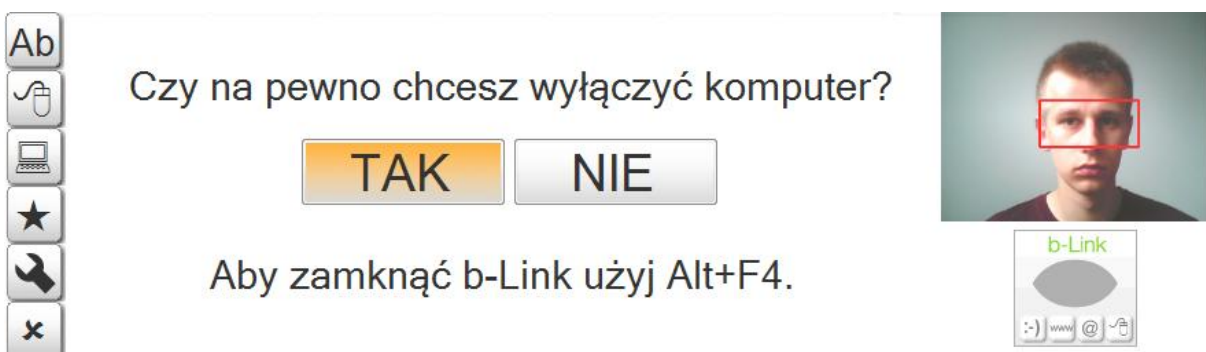 Ab
Czy na pewno chcesz wyłączyć komputer?
TAK
NIE
Aby zamknąć b-Link użyj Alt+F4.
b-Link
:-)
www
@